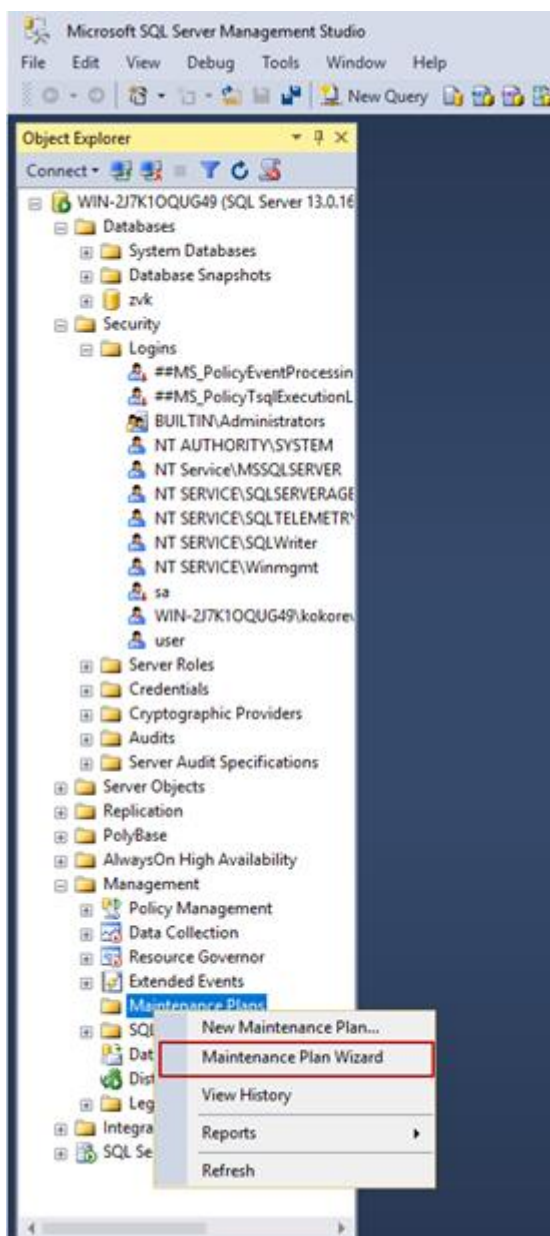 Microsoft SQL Server Management Studio
File Edit View Debug Tools Window Help
New Query
Object Explorer
Connect
WIN-2J7K1OQUG49 (SQL Server 13.0.16
Databases
System Databases
Database Snapshots
zvk
Security
Logins
##MS_PolicyEventProcessin
##MS_PolicyTsqlExecutionL
BUILTIN\Administrators
NT AUTHORITY\SYSTEM
NT Service\MSSQLSERVER
NT SERVICE\SQLSERVERAGE
NT SERVICE\SQLTELEMETRY
NT SERVICE\SQLWriter
NT SERVICE\Winmgmt
sa
WIN-2J7K1OQUG49\kokorev
user
Server Roles
Credentials
Cryptographic Providers
Audits
Server Audit Specifications
Server Objects
Replication
PolyBase
AlwaysOn High Availability
Management
Policy Management
Data Collection
Resource Governor
Extended Events
Maintenance Plans
SQL
New Maintenance Plan...
Dat
Maintenance Plan Wizard
Dist
Leg
View History
Integra
Reports
SQL Se
Refresh